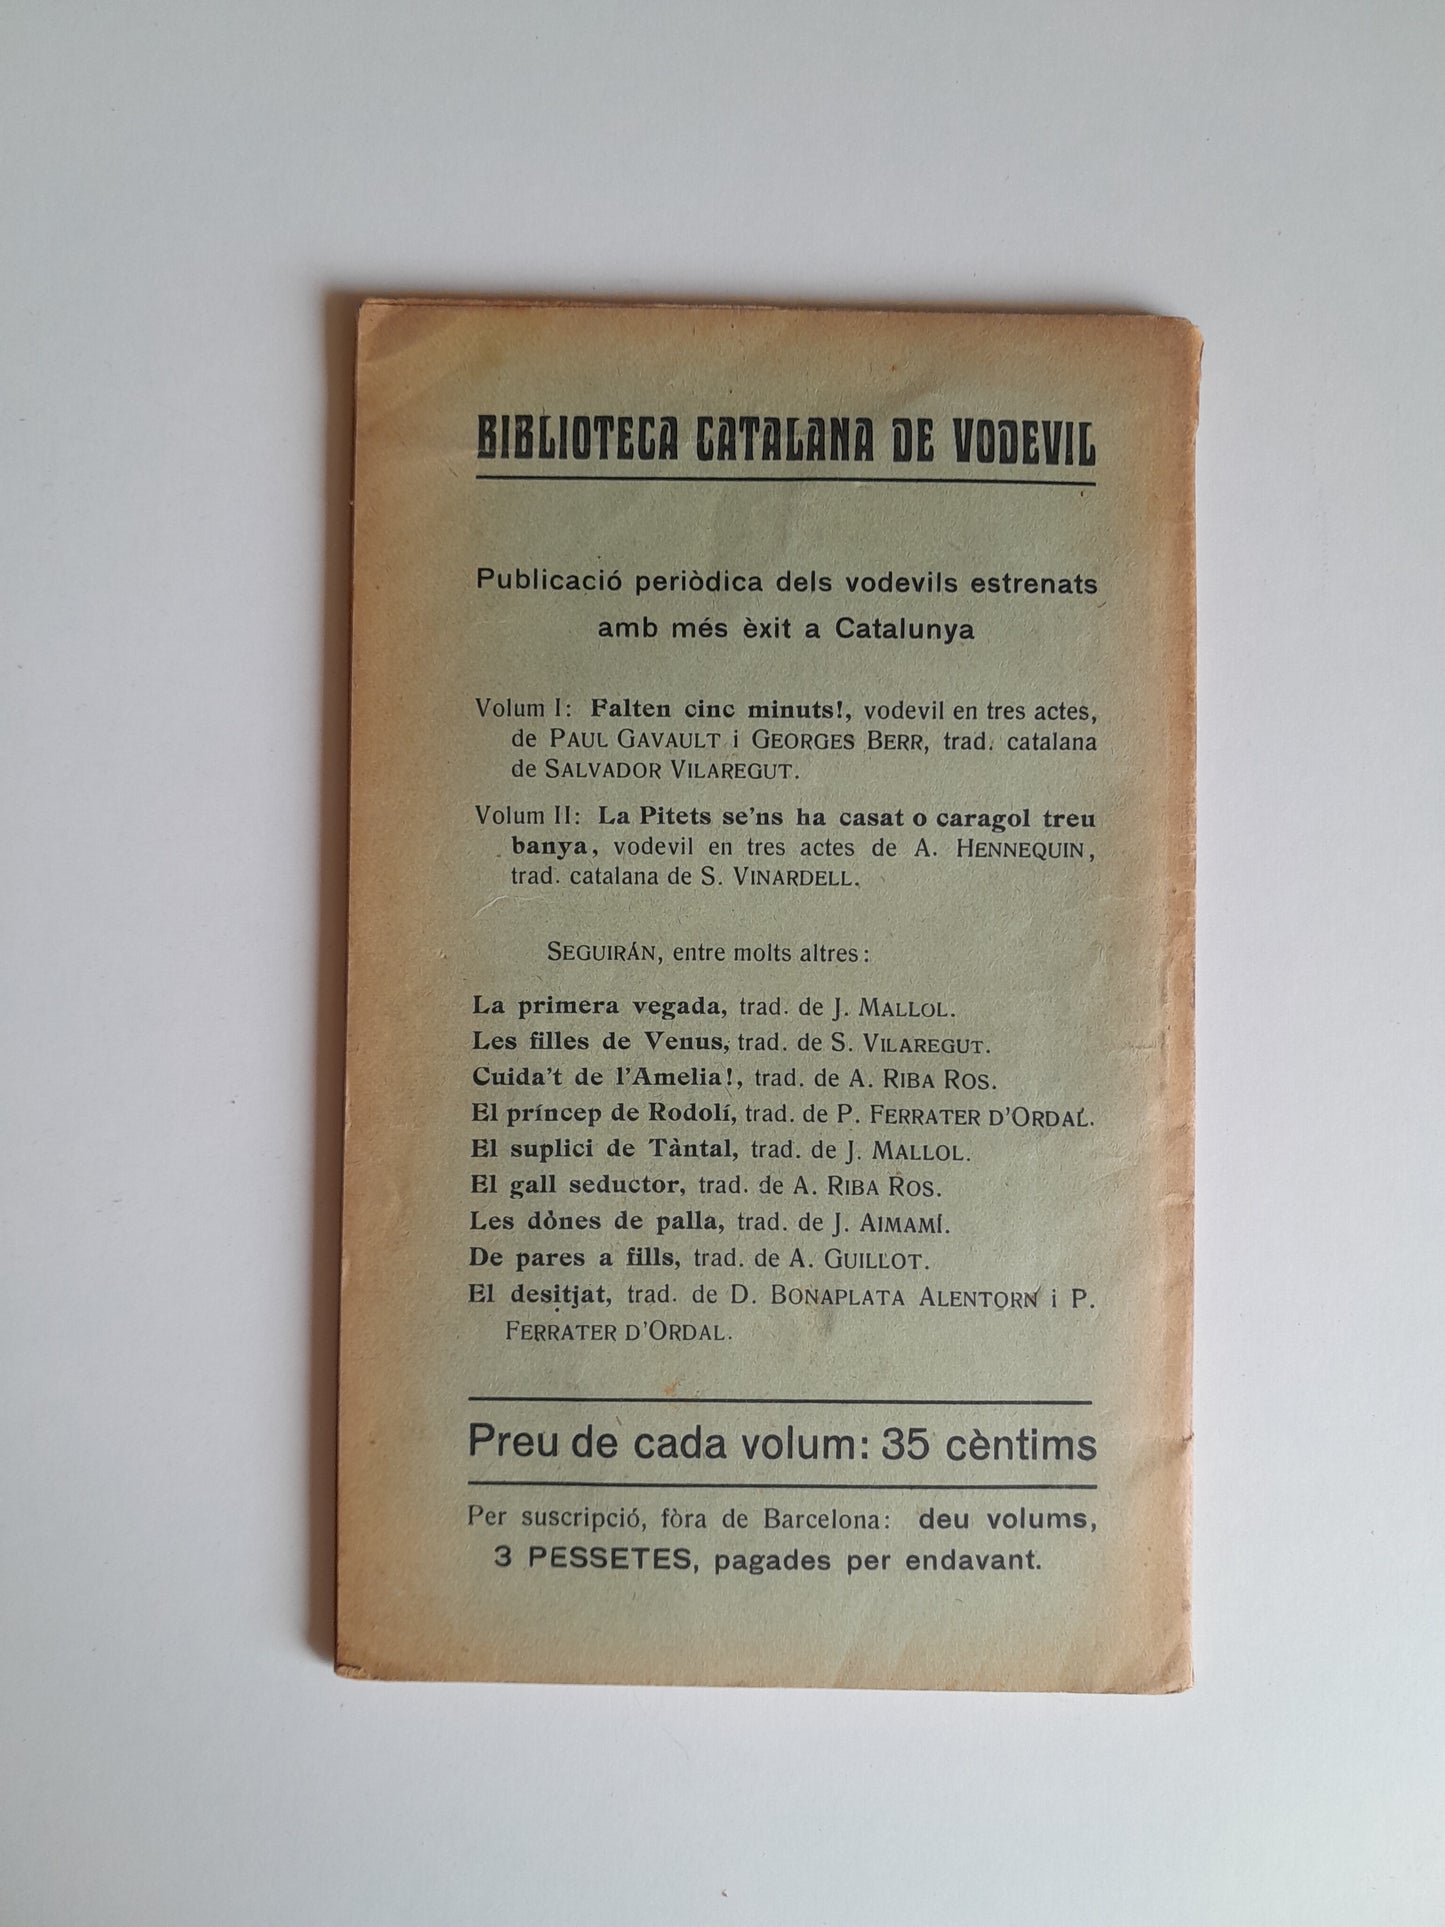 BIBLIOTECA CATALANA DE VODEVIL
Publicació periòdica dels vodevils estrenats
amb més èxit a Catalunya
Volum I: Falten cinc minuts!, vodevil en tres actes,
de PAUL GAVAULT i GEORGES BERR, trad. catalana
de SALVADOR VILAREGUT.
Volum II: La Pitets se'ns ha casat o caragol treu
banya, vodevil en tres actes de A. HENNEQUIN,
trad. catalana de S. VINARDELL.
SEGUIRÁN, entre molts altres:
La primera vegada, trad. de J. MALLOL.
Les filles de Venus, trad. de S. VILAREGUT.
Cuida't de l'Amelia!, trad. de A. RIBA ROS.
El príncep de Rodolí, trad. de P. FERRATER D'ORDAL.
El suplici de Tàntal, trad. de J. MALLOL.
El gall seductor, trad. de A. RIBA ROS.
Les dònes de palla, trad. de J. AIMAMÍ.
De pares a fills, trad. de A. GUILLOT.
El desitjat, trad. de D. BONAPLATA ALENTORN i P.
FERRATER D'ORDAL.
Preu de cada volum: 35 cèntims
Per suscripció, fòra de Barcelona: deu volums,
3 PESSETES, pagades per endavant.